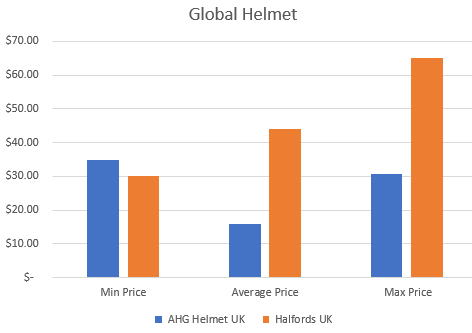 Global Helmet
$70.00
$60.00
$50.00
$40.00
$30.00
$20.00
$10.00
$-
Min Price Average Price Max Price
AHG Helmet UK Halfords UK